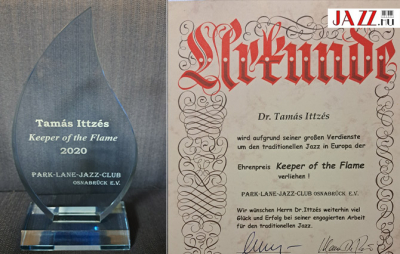 Tamás Ittzés
Keeper of the Flame
2020
PARK-LANE-JAZZ-CLUB
OSNABRÜCK E.V.
JAZZ.HU
Urkunde
Dr. Tamás Ittzés
wird aufgrund seiner großen Verdienste
um den traditionellen Jazz in Europa der
Ehrenpreis Keeper of the Flame
verliehen !
PARK-LANE-JAZZ-CLUB OSNABRÜCK E.V.
Wir wünschen Herrn Dr.Ittzés weiterhin viel
Glück und Erfolg bei seiner engagierten Arbeit
für den traditionellen Jazz.